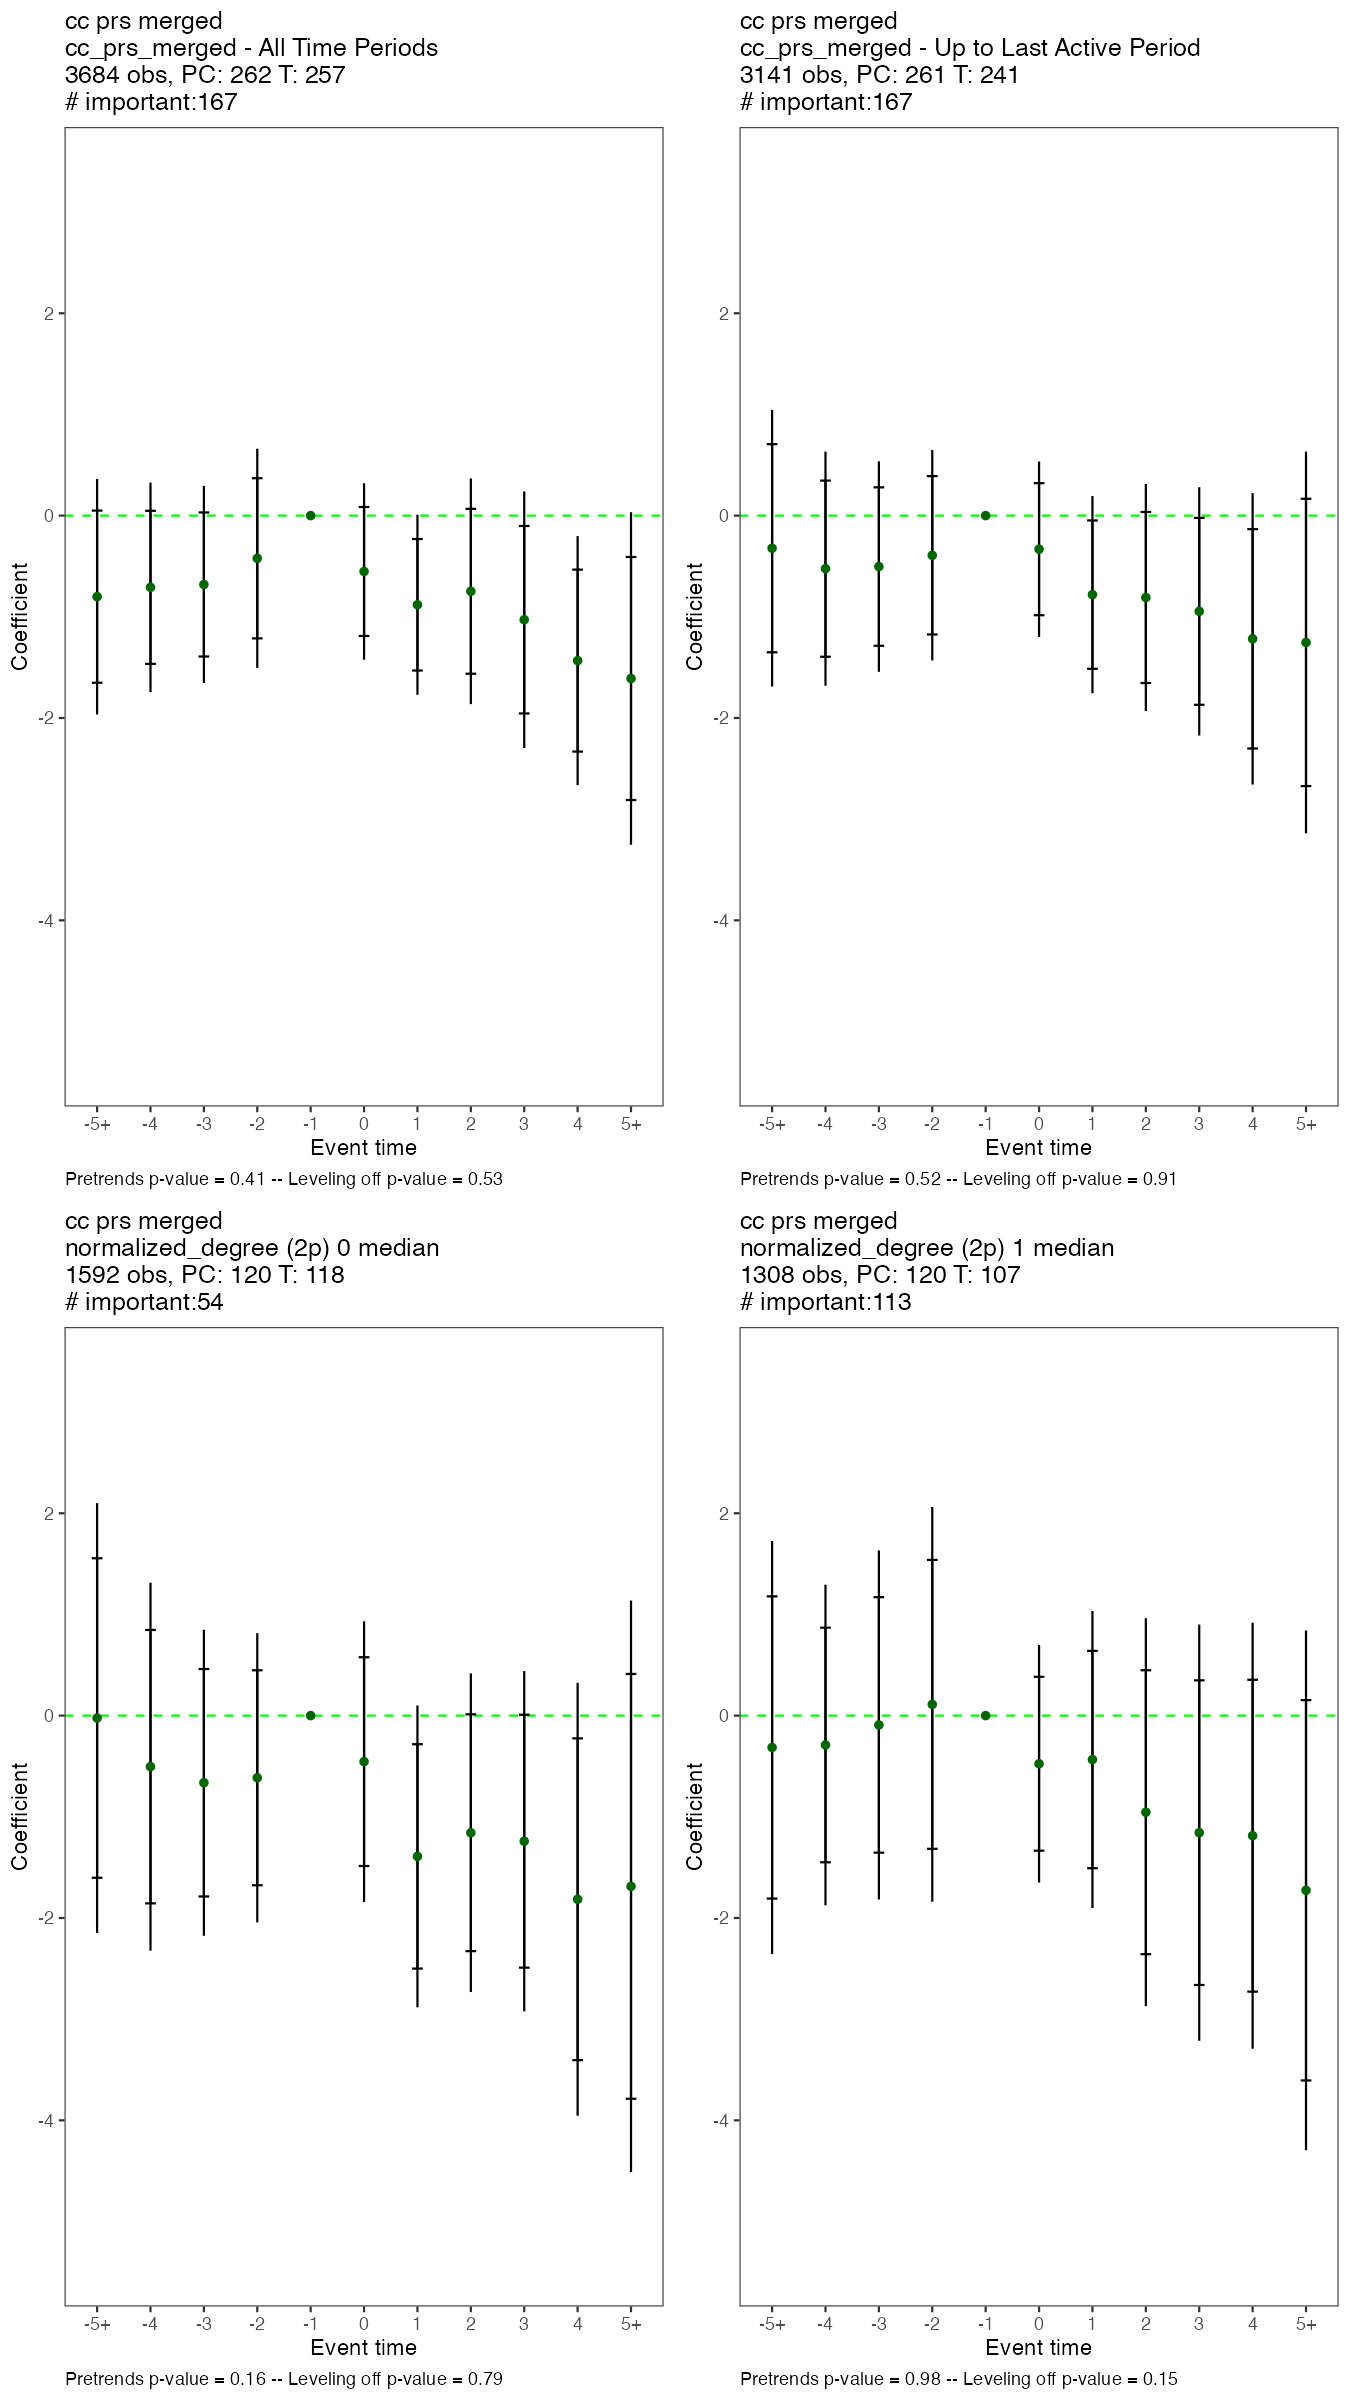 cc prs merged
cc_prs_merged - All Time Periods
3684 obs, PC: 262 T: 257
# important:167
2
0
-2
-4
Coefficient
-5+ -4 -3 -2 -1 0 1 2 3 4 5+
Event time
Pretrends p-value = 0.41 -- Leveling off p-value = 0.53
cc prs merged
cc_prs_merged - Up to Last Active Period
3141 obs, PC: 261 T: 241
# important:167
2
0
-2
-4
Coefficient
-5+ -4 -3 -2 -1 0 1 2 3 4 5+
Event time
Pretrends p-value = 0.52 -- Leveling off p-value = 0.91
cc prs merged
normalized_degree (2p) 0 median
1592 obs, PC: 120 T: 118
# important:54
2
0
-2
-4
Coefficient
-5+ -4 -3 -2 -1 0 1 2 3 4 5+
Event time
Pretrends p-value = 0.16 -- Leveling off p-value = 0.79
cc prs merged
normalized_degree (2p) 1 median
1308 obs, PC: 120 T: 107
# important:113
2
0
-2
-4
Coefficient
-5+ -4 -3 -2 -1 0 1 2 3 4 5+
Event time
Pretrends p-value = 0.98 -- Leveling off p-value = 0.15